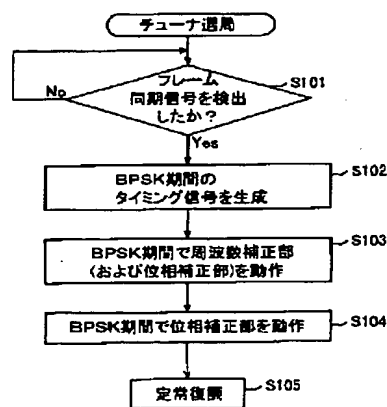 チューナ選局
フレーム
同期信号を検出
したか？
S101
No
Yes
BPSK期間の
タイミング信号を生成
S102
BPSK期間で周波数補正部
(および位相補正部)を動作
S103
BPSK期間で位相補正部を動作
S104
定常復調
S105